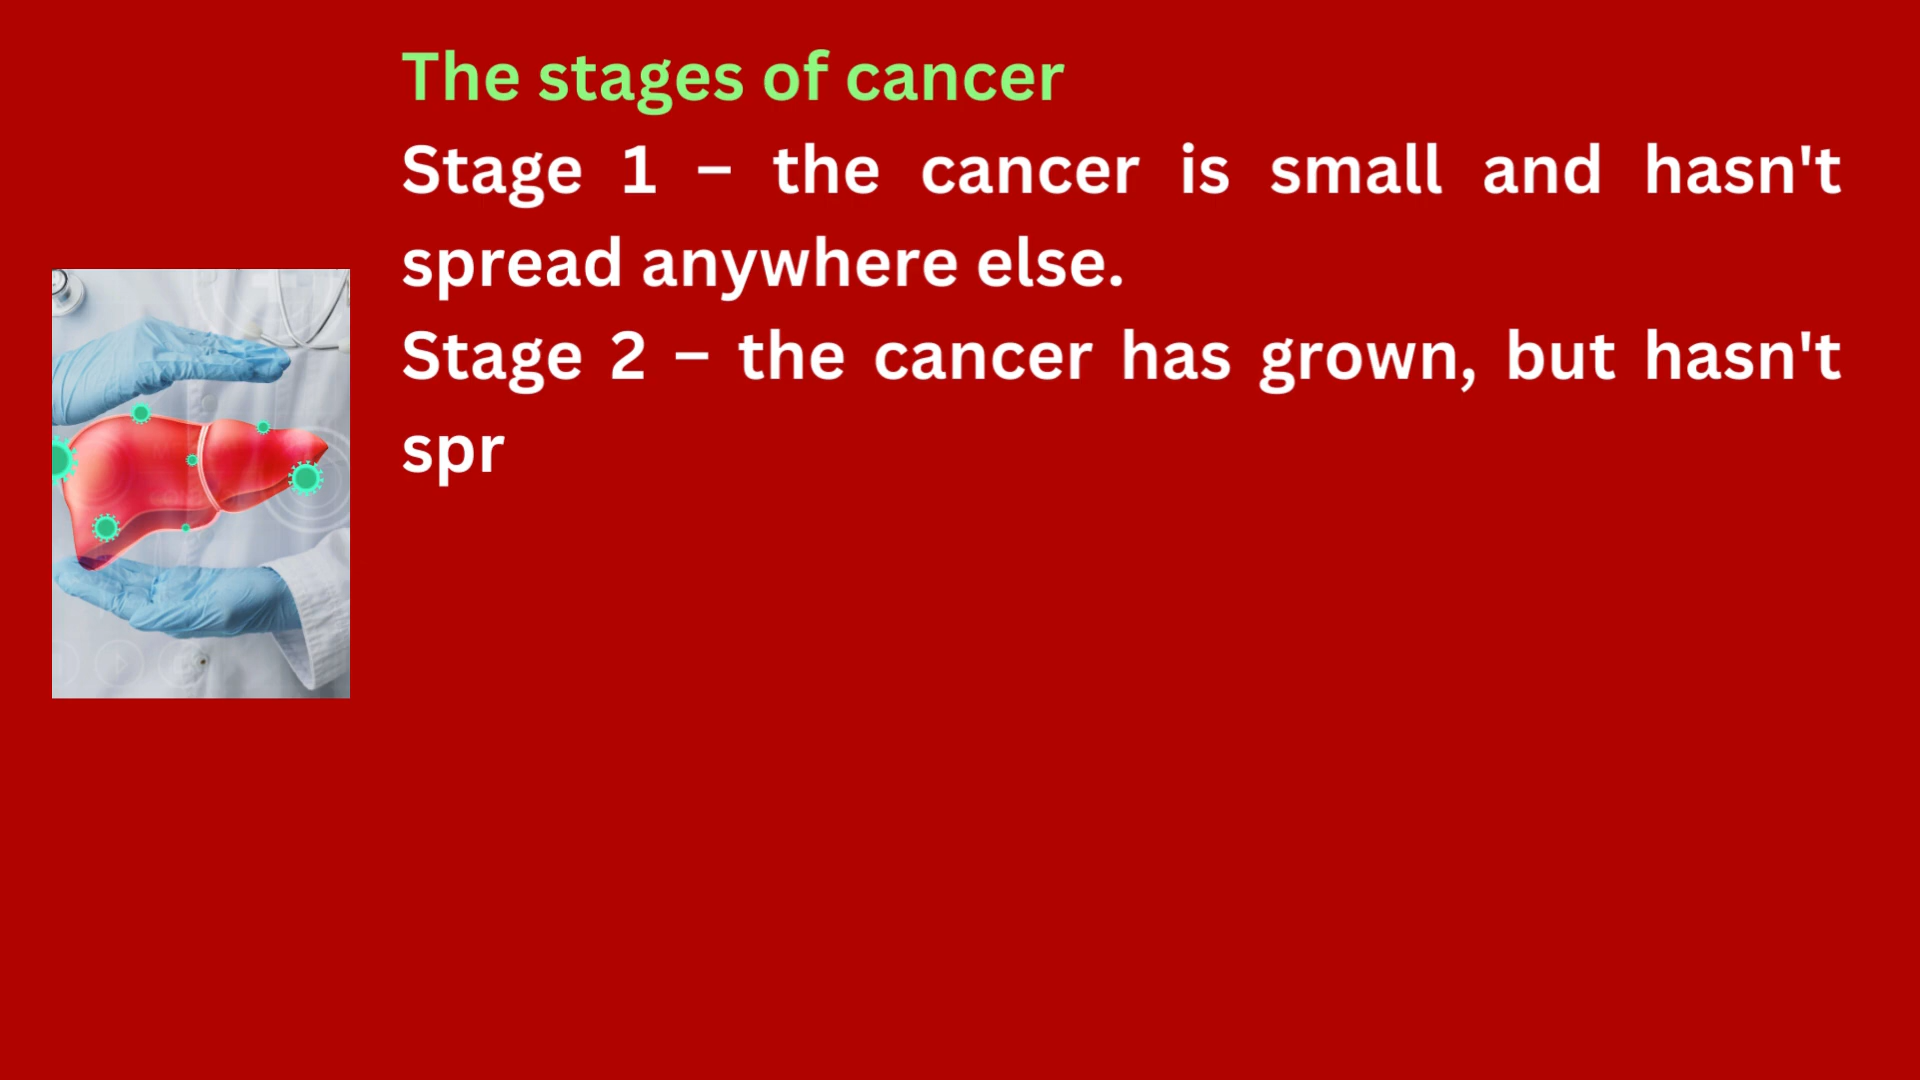 The stages of cancer
Stage 1 – the cancer is small and hasn't
spread anywhere else.
Stage 2 – the cancer has grown, but hasn't
spr